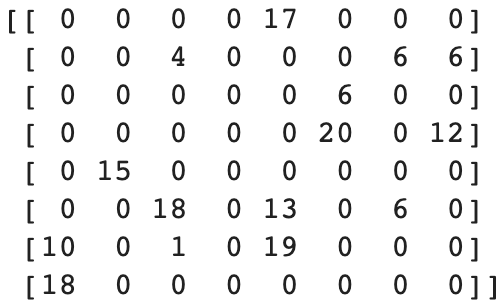 [[ 0 0 0 0 17 0 0 0]
[ 0 0 4 0 0 0 6 6]
[ 0 0 0 0 0 6 0 0]
[ 0 0 0 0 0 20 0 12]
[ 0 15 0 0 0 0 0 0]
[ 0 0 18 0 13 0 6 0]
[10 0 1 0 19 0 0 0]
[18 0 0 0 0 0 0 0]]